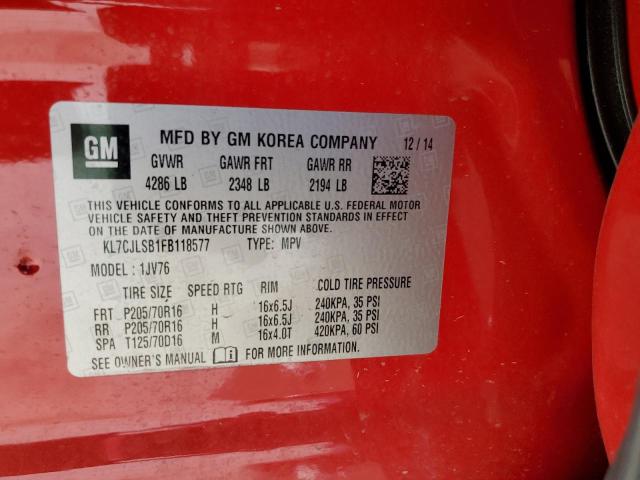 GM MFD BY GM KOREA COMPANY 12 / 14
GVWR GAWR FRT GAWR RR
4286 LB 2348 LB 2194 LB
THIS VEHICLE CONFORMS TO ALL APPLICABLE U.S. FEDERAL MOTOR
VEHICLE SAFETY AND THEFT PREVENTION STANDARDS IN EFFECT
ON THE DATE OF MANUFACTURE SHOWN ABOVE.
KL7CJLSB1FB118577 TYPE: MPV
MODEL : 1JV76
TIRE SIZE SPEED RTG RIM COLD TIRE PRESSURE
FRT P205/70R16 H 16x6.5J 240KPA, 35 PSI
RR P205/70R16 H 16x6.5J 240KPA, 35 PSI
SPA T125/70D16 M 16x4.0T 420KPA, 60 PSI
SEE OWNER'S MANUAL FOR MORE INFORMATION.